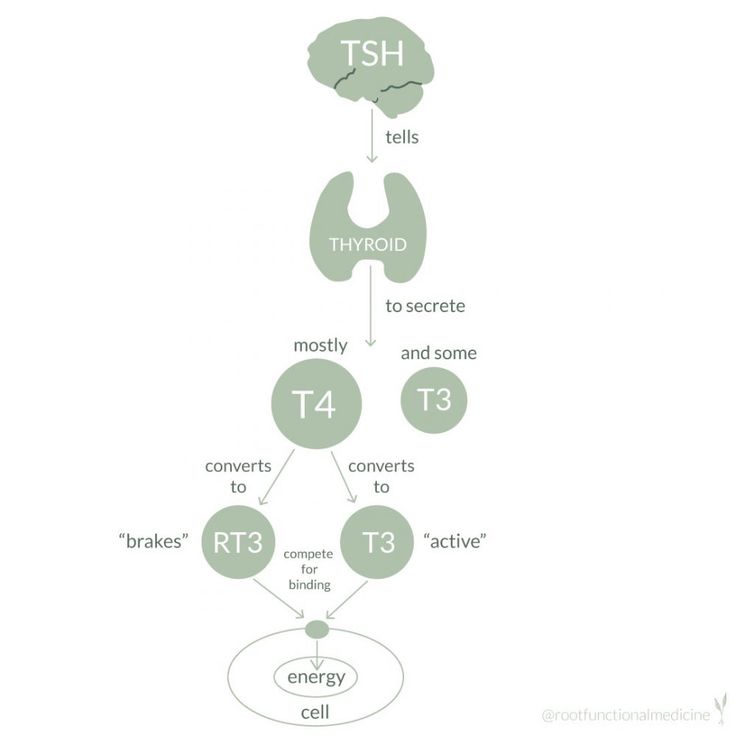 TSH
tells
THYROID
to secrete
mostly
and some
T4
T3
converts
to
converts
to
“brakes”
RT3
compete
for
binding
T3
“active”
energy
cell
@rootfunctionalmedicine